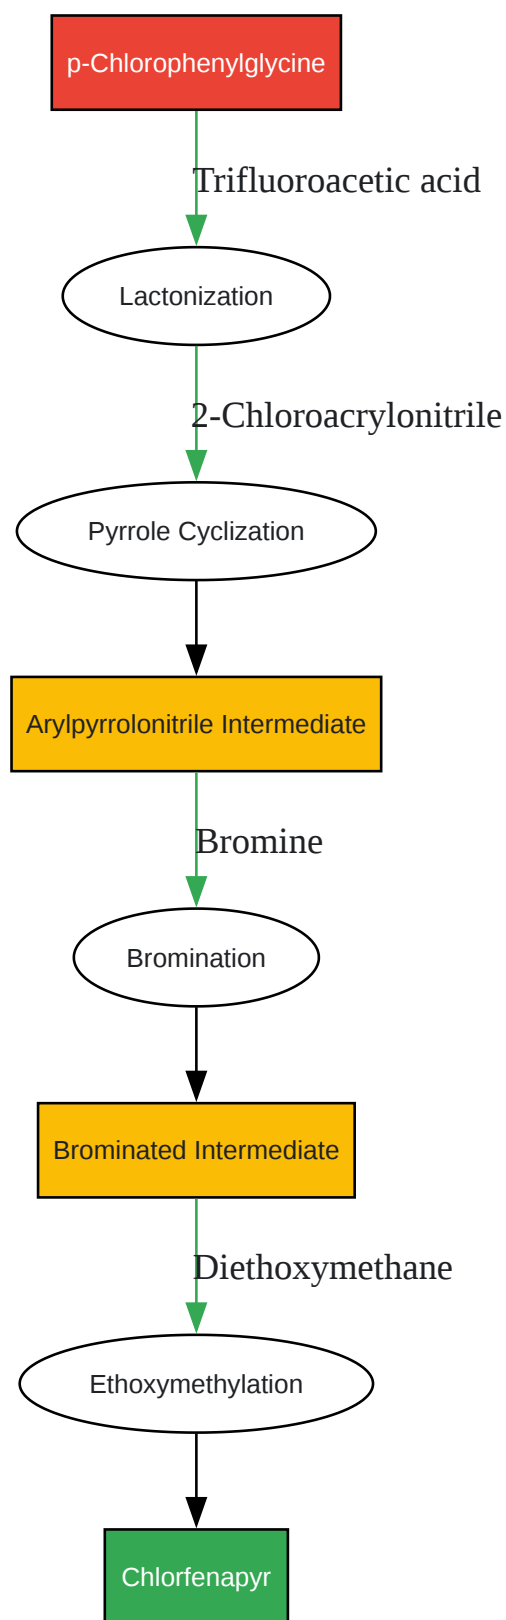 p-Chlorophenylglycine
Trifluoroacetic acid
Lactonization
2-Chloroacrylonitrile
Pyrrole Cyclization
Arylpyrrolonitrile Intermediate
Bromine
Bromination
Brominated Intermediate
Diethoxymethane
Ethoxymethylation
Chlorfenapyr